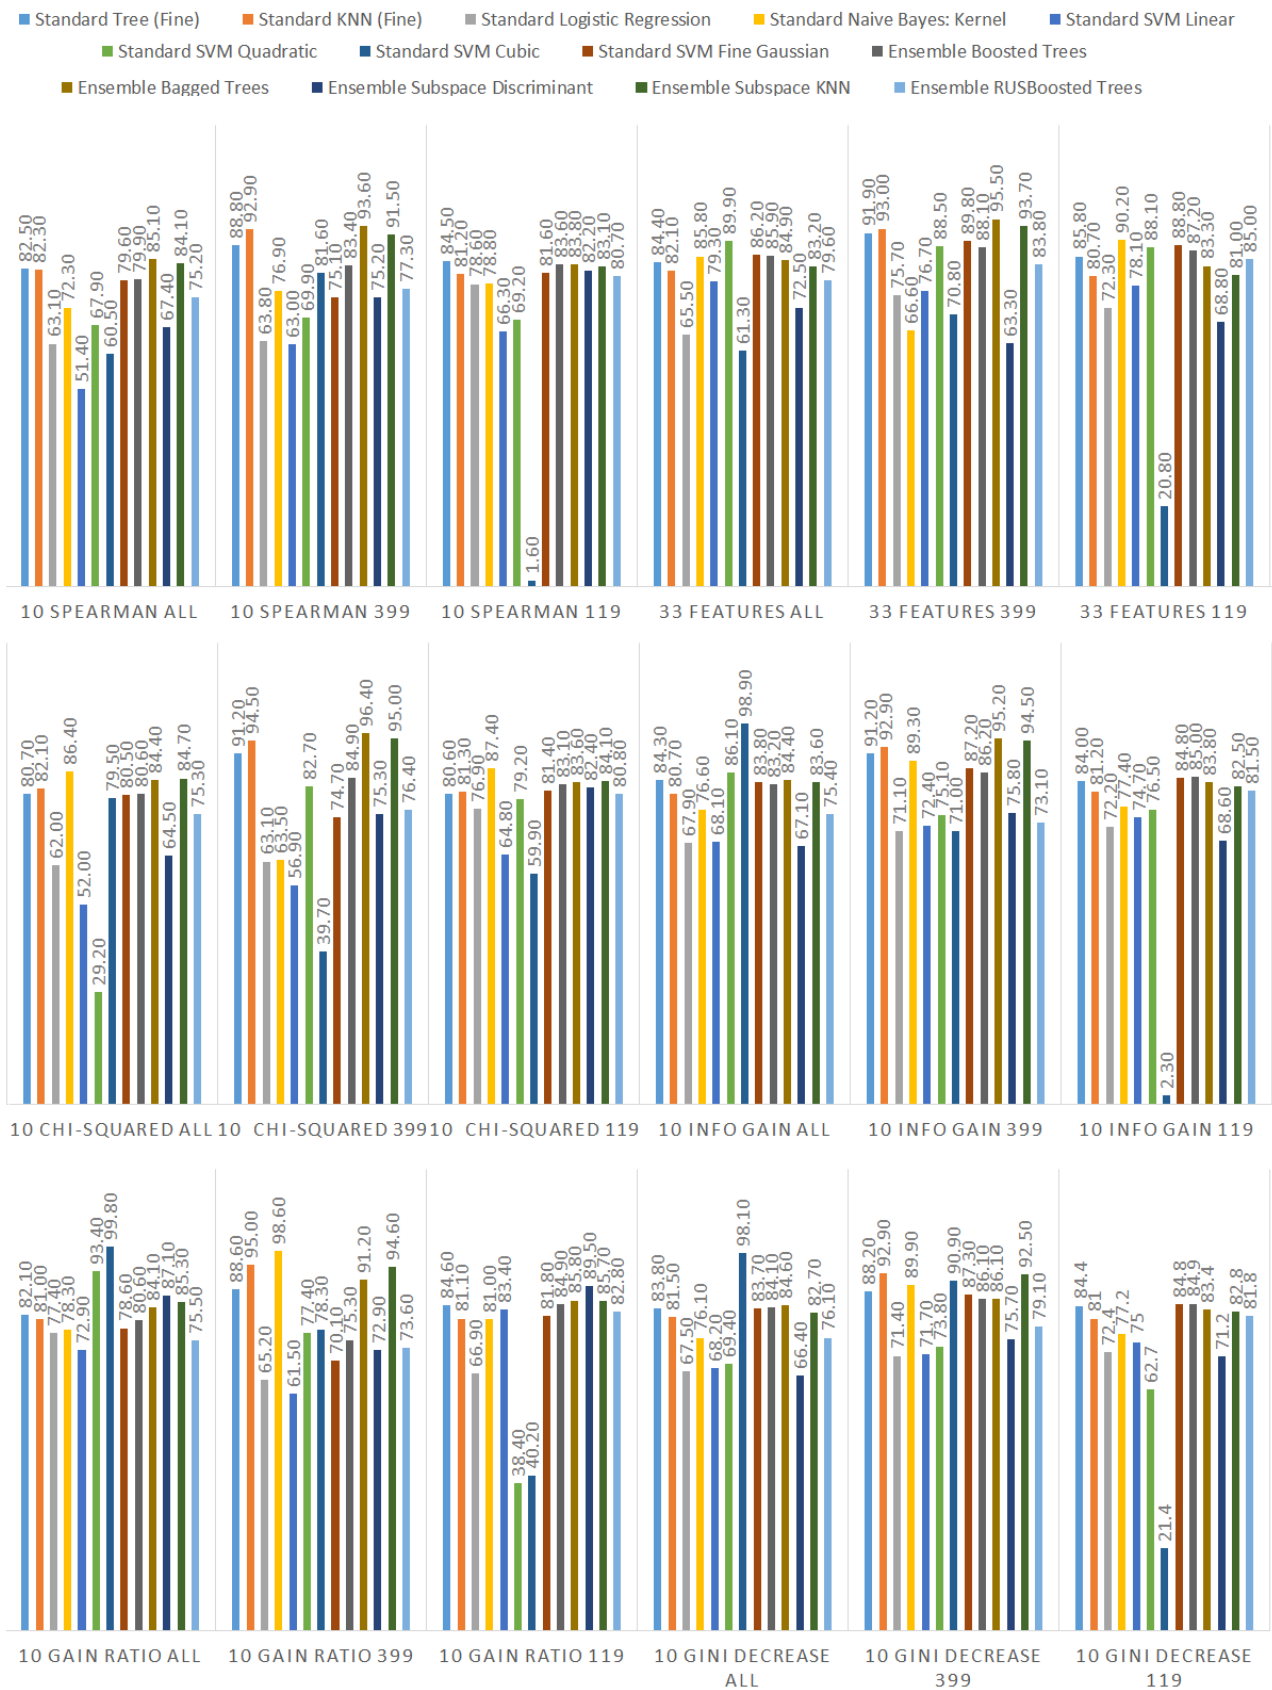 Standard Tree (Fine) Standard KNN (Fine) Standard Logistic Regression Standard Naive Bayes: Kernel Standard SVM Linear
Standard SVM Quadratic Standard SVM Cubic Standard SVM Fine Gaussian Ensemble Boosted Trees
Ensemble Bagged Trees Ensemble Subspace Discriminant Ensemble Subspace KNN Ensemble RUSBoosted Trees
82.50 82.30 63.10 72.30 51.40 67.90 60.50 79.60 79.90 85.10 67.40 84.10 75.20
88.80 92.90 63.80 76.90 63.00 69.90 81.60 75.10 83.40 93.60 75.20 91.50 77.30
84.50 81.20 78.60 78.80 66.30 69.20 1.60 81.60 83.60 83.80 82.20 83.10 80.70
84.40 82.10 65.50 85.80 79.30 89.90 61.30 86.20 85.90 84.90 72.50 83.20 79.60
91.90 93.00 75.70 66.60 76.70 88.50 70.80 89.80 88.10 95.50 63.30 93.70 83.80
85.80 80.70 72.30 90.20 78.10 88.10 20.80 88.80 87.20 83.30 68.80 81.00 85.00
10 SPEARMAN ALL 10 SPEARMAN 399 10 SPEARMAN 119 33 FEATURES ALL 33 FEATURES 399 33 FEATURES 119
80.70 82.10 62.00 86.40 52.00 29.20 79.50 80.50 80.60 84.40 64.50 84.70 75.30
91.20 94.50 63.10 63.50 56.90 82.70 39.70 74.70 84.90 96.40 75.30 95.00 76.40
80.60 81.30 76.90 87.40 64.80 79.20 59.90 81.40 83.10 83.60 82.40 84.10 80.80
84.30 80.70 67.90 76.60 68.10 86.10 98.90 83.80 83.20 84.40 67.10 83.60 75.40
91.20 92.90 71.10 89.30 72.40 75.10 71.00 87.20 86.20 95.20 75.80 94.50 73.10
84.00 81.20 72.20 77.40 74.70 76.50 2.30 84.80 85.00 83.80 68.60 82.50 81.50
10 CHI-SQUARED ALL 10 CHI-SQUARED 399 10 CHI-SQUARED 119 10 INFO GAIN ALL 10 INFO GAIN 399 10 INFO GAIN 119
82.10 81.00 77.40 78.30 72.90 93.40 99.80 78.60 80.60 84.10 87.10 85.30 75.50
88.60 95.00 65.20 98.60 61.50 77.40 78.30 70.10 75.30 91.20 72.90 94.60 73.60
84.60 81.10 66.90 81.00 83.40 38.40 40.20 81.80 84.90 85.80 89.50 85.70 82.80
83.80 81.50 67.50 76.10 68.20 69.40 98.10 83.70 84.10 84.60 66.40 82.70 76.10
88.20 92.90 71.40 89.90 71.70 73.80 90.90 87.30 86.10 86.10 75.70 92.50 79.10
84.4 81 72.4 77.2 75 62.7 21.4 84.8 84.9 83.4 71.2 82.8 81.8
10 GAIN RATIO ALL 10 GAIN RATIO 399 10 GAIN RATIO 119 10 GINI DECREASE 10 GINI DECREASE 10 GINI DECREASE
ALL 399 119